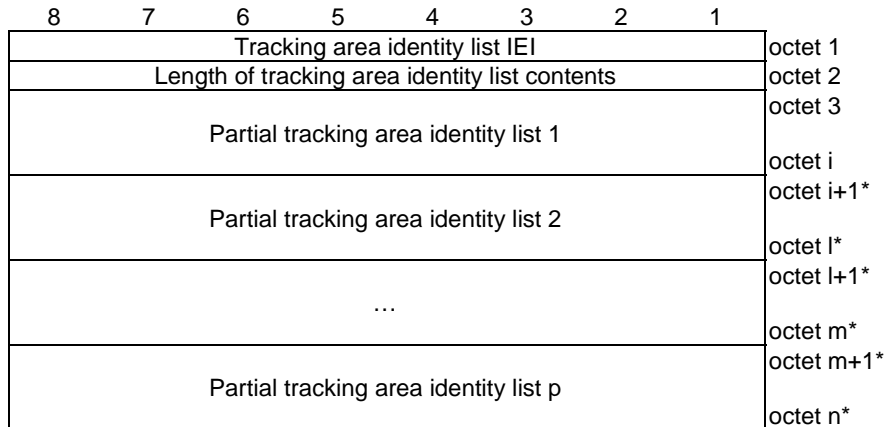 8 7 6 5 4 3 2 1
Tracking area identity list IEI octet 1
Length of tracking area identity list contents octet 2
octet 3
Partial tracking area identity list 1
octet i
octet i+1*
Partial tracking area identity list 2
octet l*
octet l+1*
…
octet m*
octet m+1*
Partial tracking area identity list p
octet n*